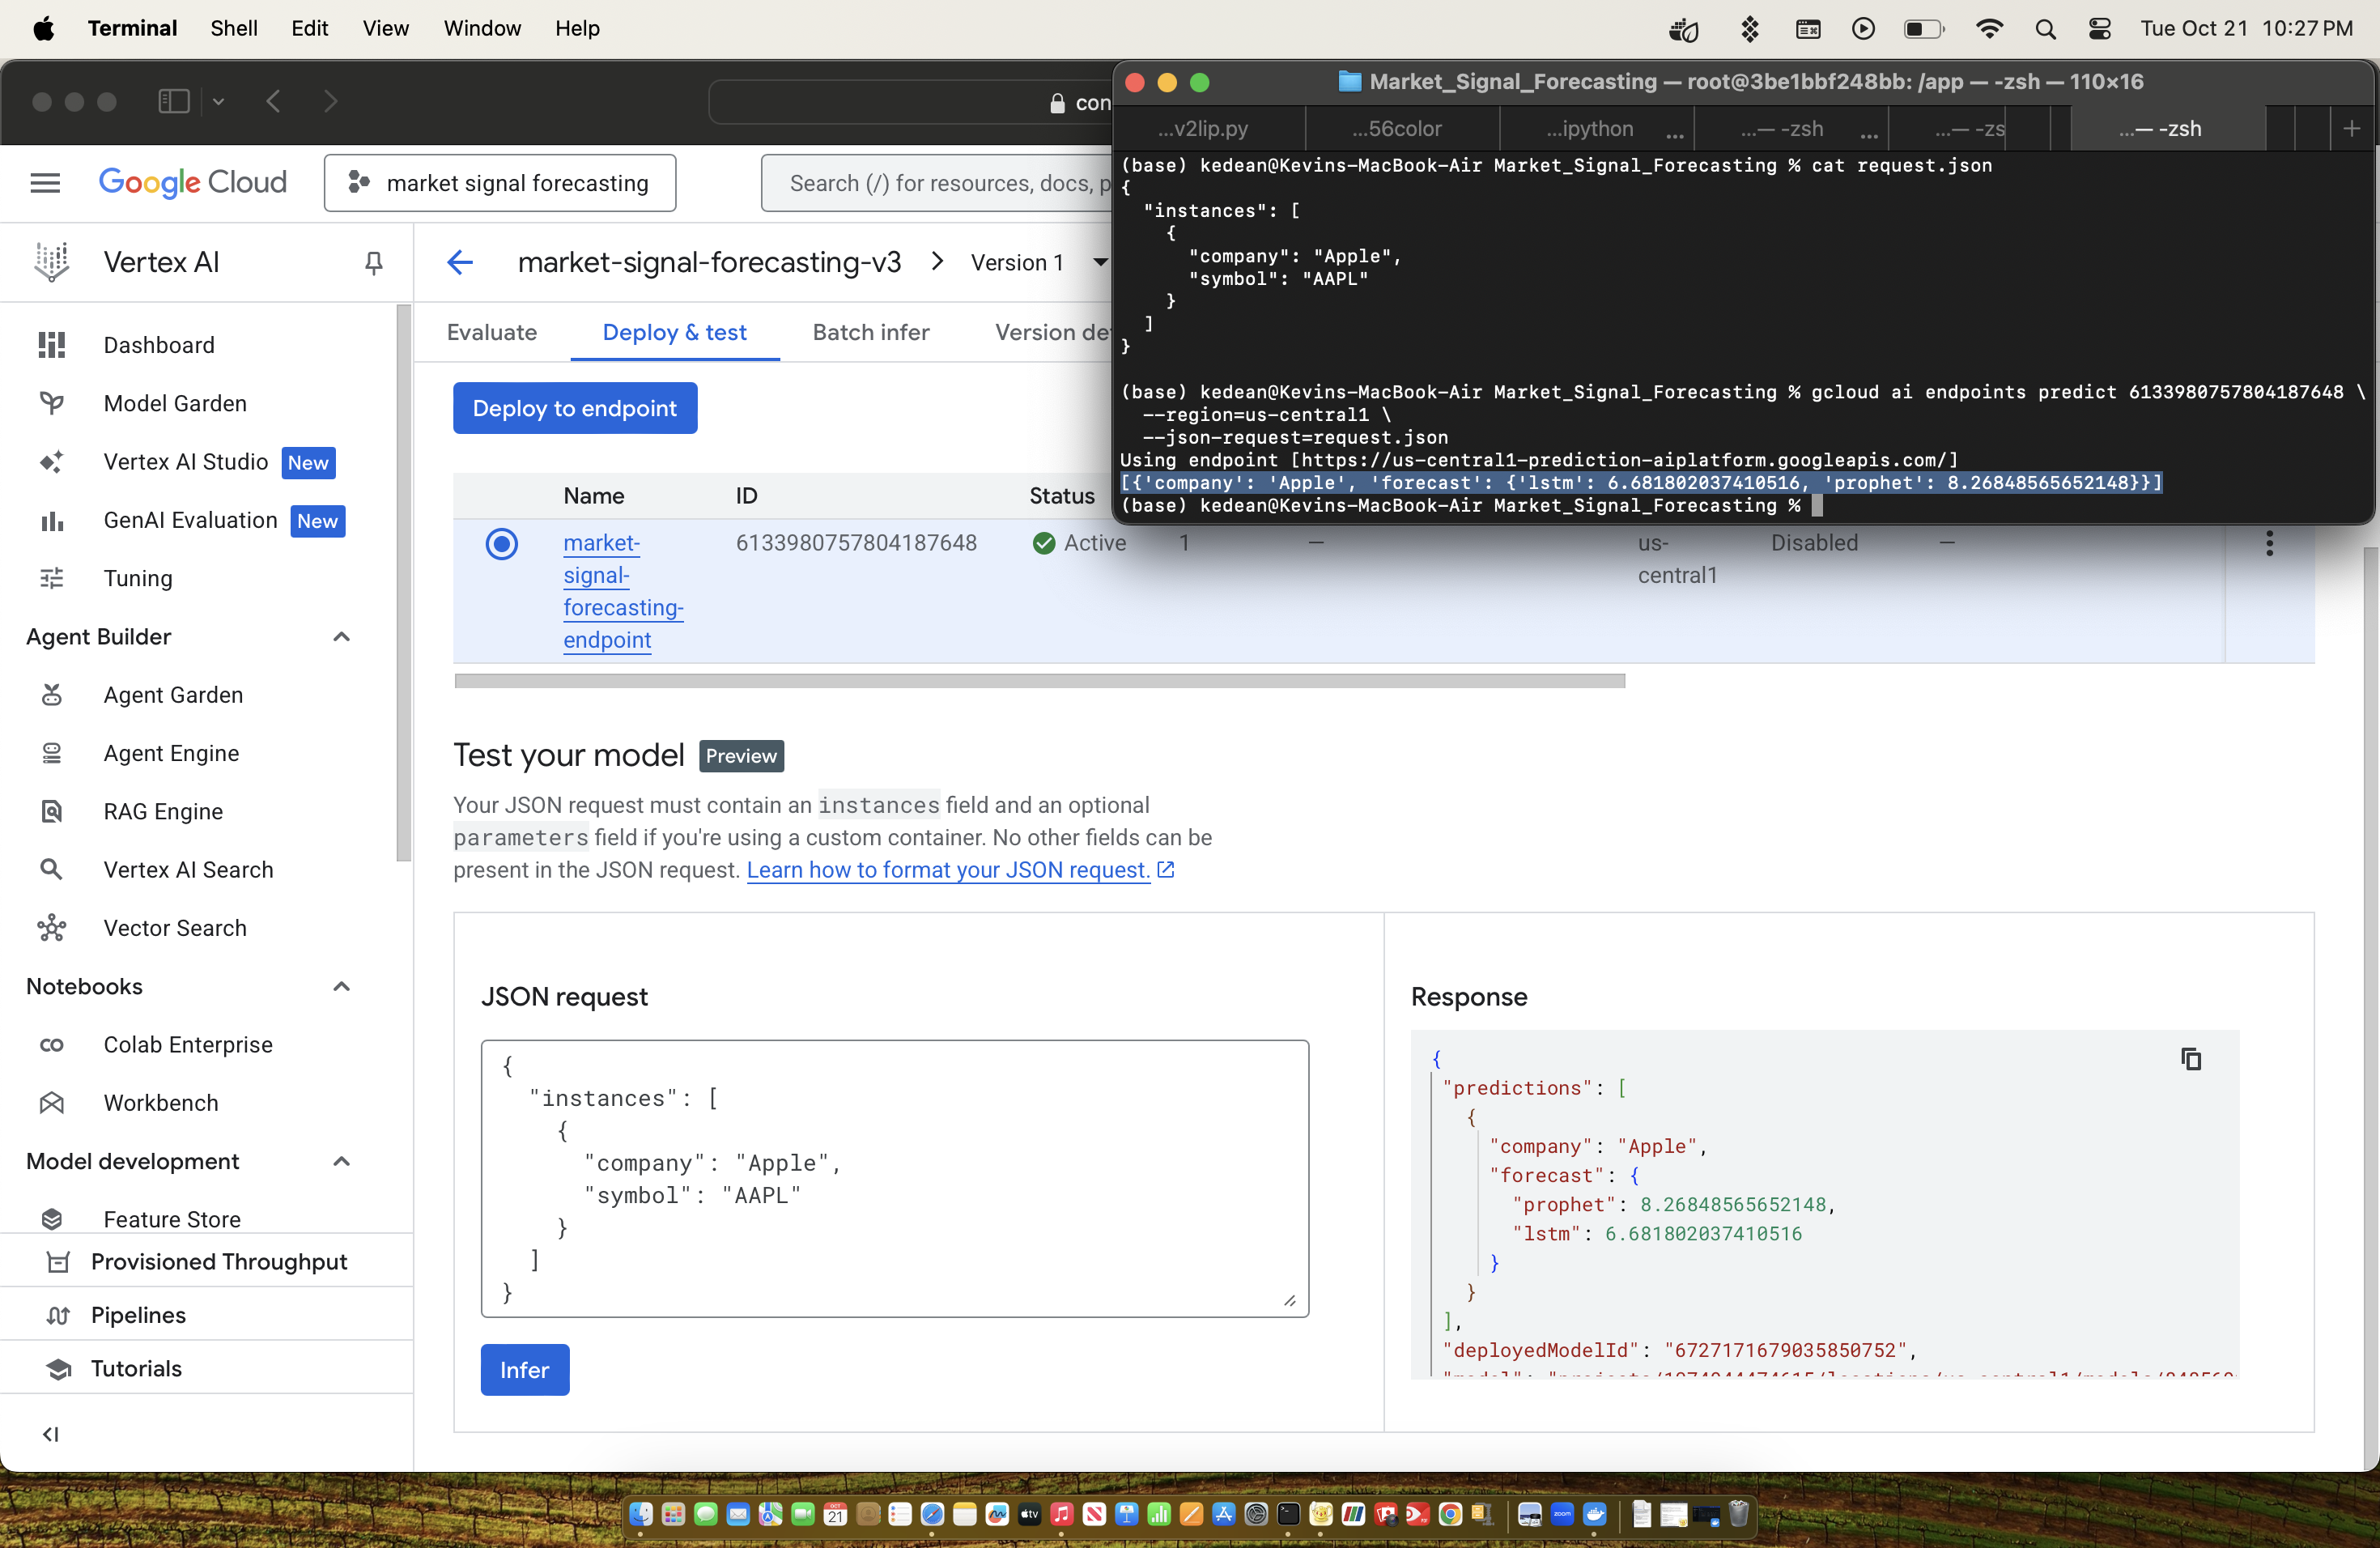 Terminal Shell Edit View Window Help
Tue Oct 21 10:27 PM
con
Market_Signal_Forecasting — root@3be1bbf248bb: /app — -zsh — 110×16
...v2lip.py ...56color ...ipython ... ...— -zsh ... ...— -zs ...— -zsh
(base) kedean@Kevins-MacBook-Air Market_Signal_Forecasting % cat request.json
{
"instances": [
{
"company": "Apple",
"symbol": "AAPL"
}
]
}
(base) kedean@Kevins-MacBook-Air Market_Signal_Forecasting % gcloud ai endpoints predict 6133980757804187648 \
--region=us-central1 \
--json-request=request.json
Using endpoint [https://us-central1-prediction-aiplatform.googleapis.com/]
[{'company': 'Apple', 'forecast': {'lstm': 6.681802037410516, 'prophet': 8.26848565652148}}]
(base) kedean@Kevins-MacBook-Air Market_Signal_Forecasting %
Google Cloud
market signal forecasting
Search (/) for resources, docs, p
Vertex AI
Dashboard
Model Garden
Vertex AI Studio New
GenAI Evaluation New
Tuning
Agent Builder
Agent Garden
Agent Engine
RAG Engine
Vertex AI Search
Vector Search
Notebooks
Colab Enterprise
Workbench
Model development
Feature Store
Provisioned Throughput
Pipelines
Tutorials
market-signal-forecasting-v3 > Version 1
Evaluate Deploy & test Batch infer Version de
Deploy to endpoint
Name ID Status
market- 6133980757804187648 Active 1 — us- Disabled —
signal- central1
forecasting-
endpoint
Test your model Preview
Your JSON request must contain an instances field and an optional
parameters field if you're using a custom container. No other fields can be
present in the JSON request. Learn how to format your JSON request.
JSON request
{
"instances": [
{
"company": "Apple",
"symbol": "AAPL"
}
]
}
Infer
Response
{
"predictions": [
{
"company": "Apple",
"forecast": {
"prophet": 8.26848565652148,
"lstm": 6.681802037410516
}
}
],
"deployedModelId": "6727171679035850752",
OCT
21
tv
zoom